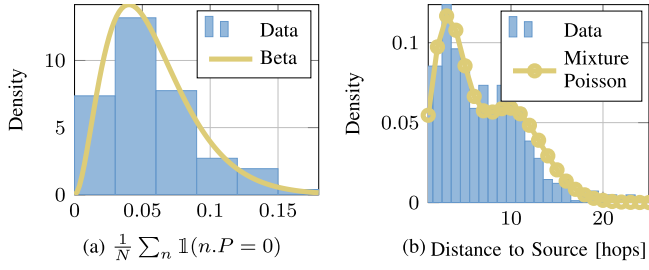 10
5
0
Density
Data
Beta
0 0.05 0.1 0.15
(a) $\frac{1}{N} \sum_n \mathbb{1}(n.P = 0)$
0.1
0.05
0
Density
Data
Mixture
Poisson
10 20
(b) Distance to Source [hops]